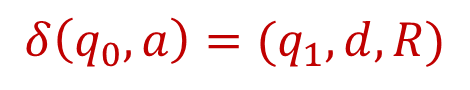 δ(q₀, a) = (q₁, d, R)